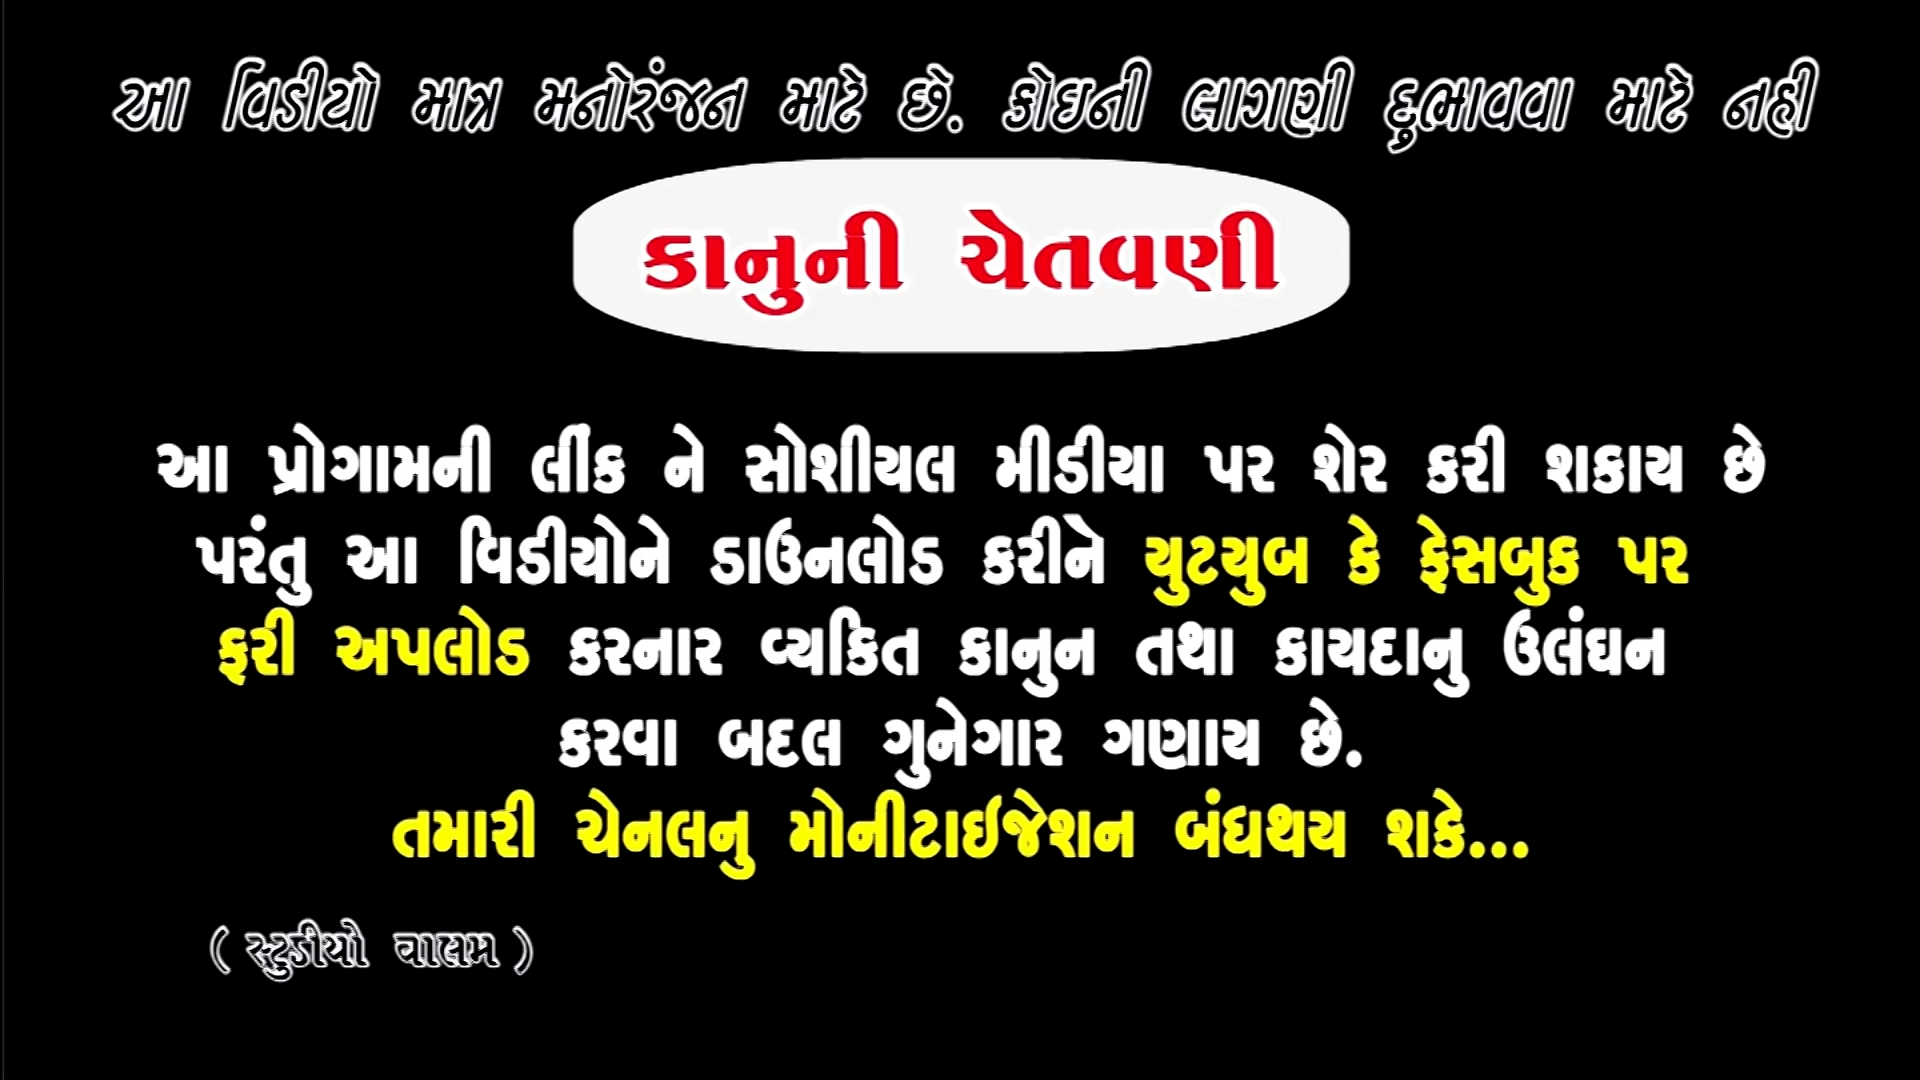 આ વિડીયો માત્ર મનોરંજન માટે છે. કોઇની લાગણી દુભાવવા માટે નહી
કાનુની ચેતવણી
આ પ્રોગામની લીંક ને સોશીયલ મીડીયા પર શેર કરી શકાય છે
પરંતુ આ વિડીયોને ડાઉનલોડ કરીને યુટયુબ કે ફેસબુક પર
ફરી અપલોડ કરનાર વ્યકિત કાનુન તથા કાયદાનુ ઉલંઘન
કરવા બદલ ગુનેગાર ગણાય છે.
તમારી ચેનલનુ મોનીટાઇજેશન બંધથય શકે...
( સ્ટુડીયો વાલમ )